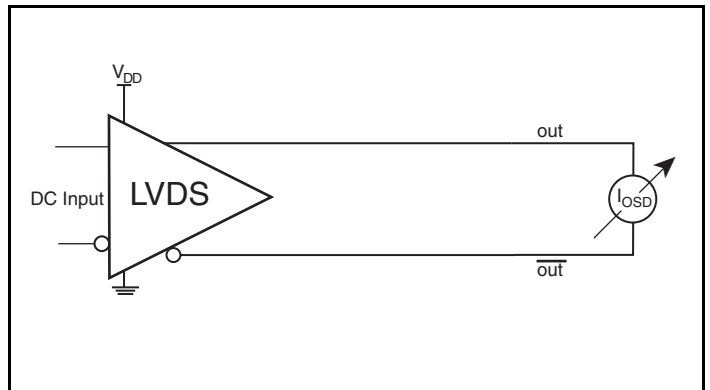 VDD
out
DC Input
LVDS
IOSD
out